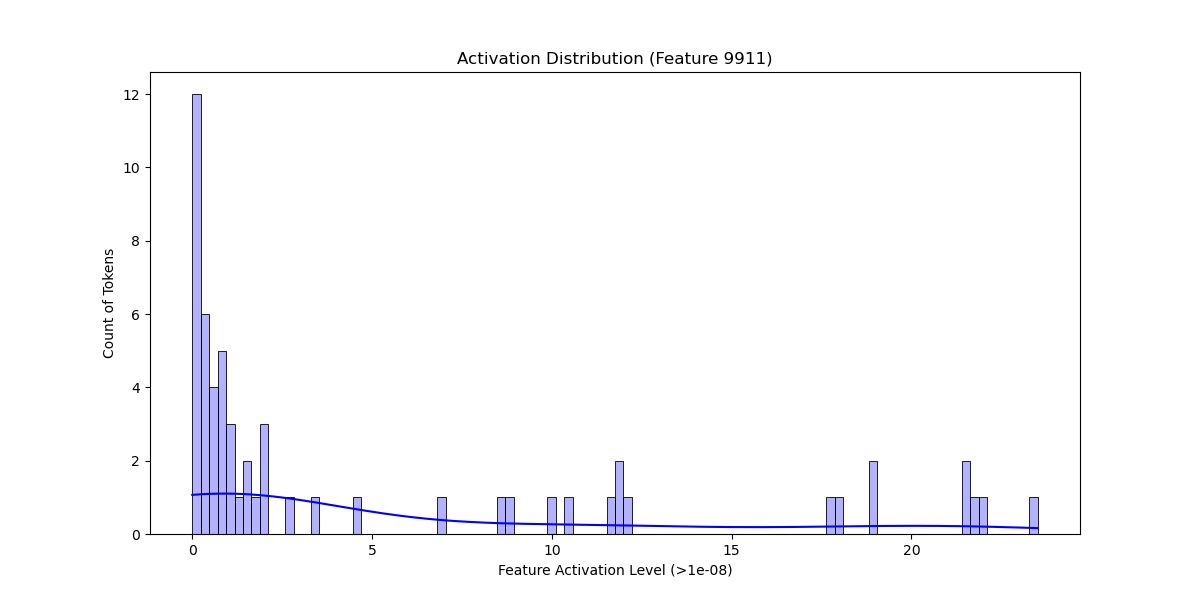 Activation Distribution (Feature 9911)
12
10
8
6
4
2
0
Count of Tokens
0 5 10 15 20
Feature Activation Level (>1e-08)